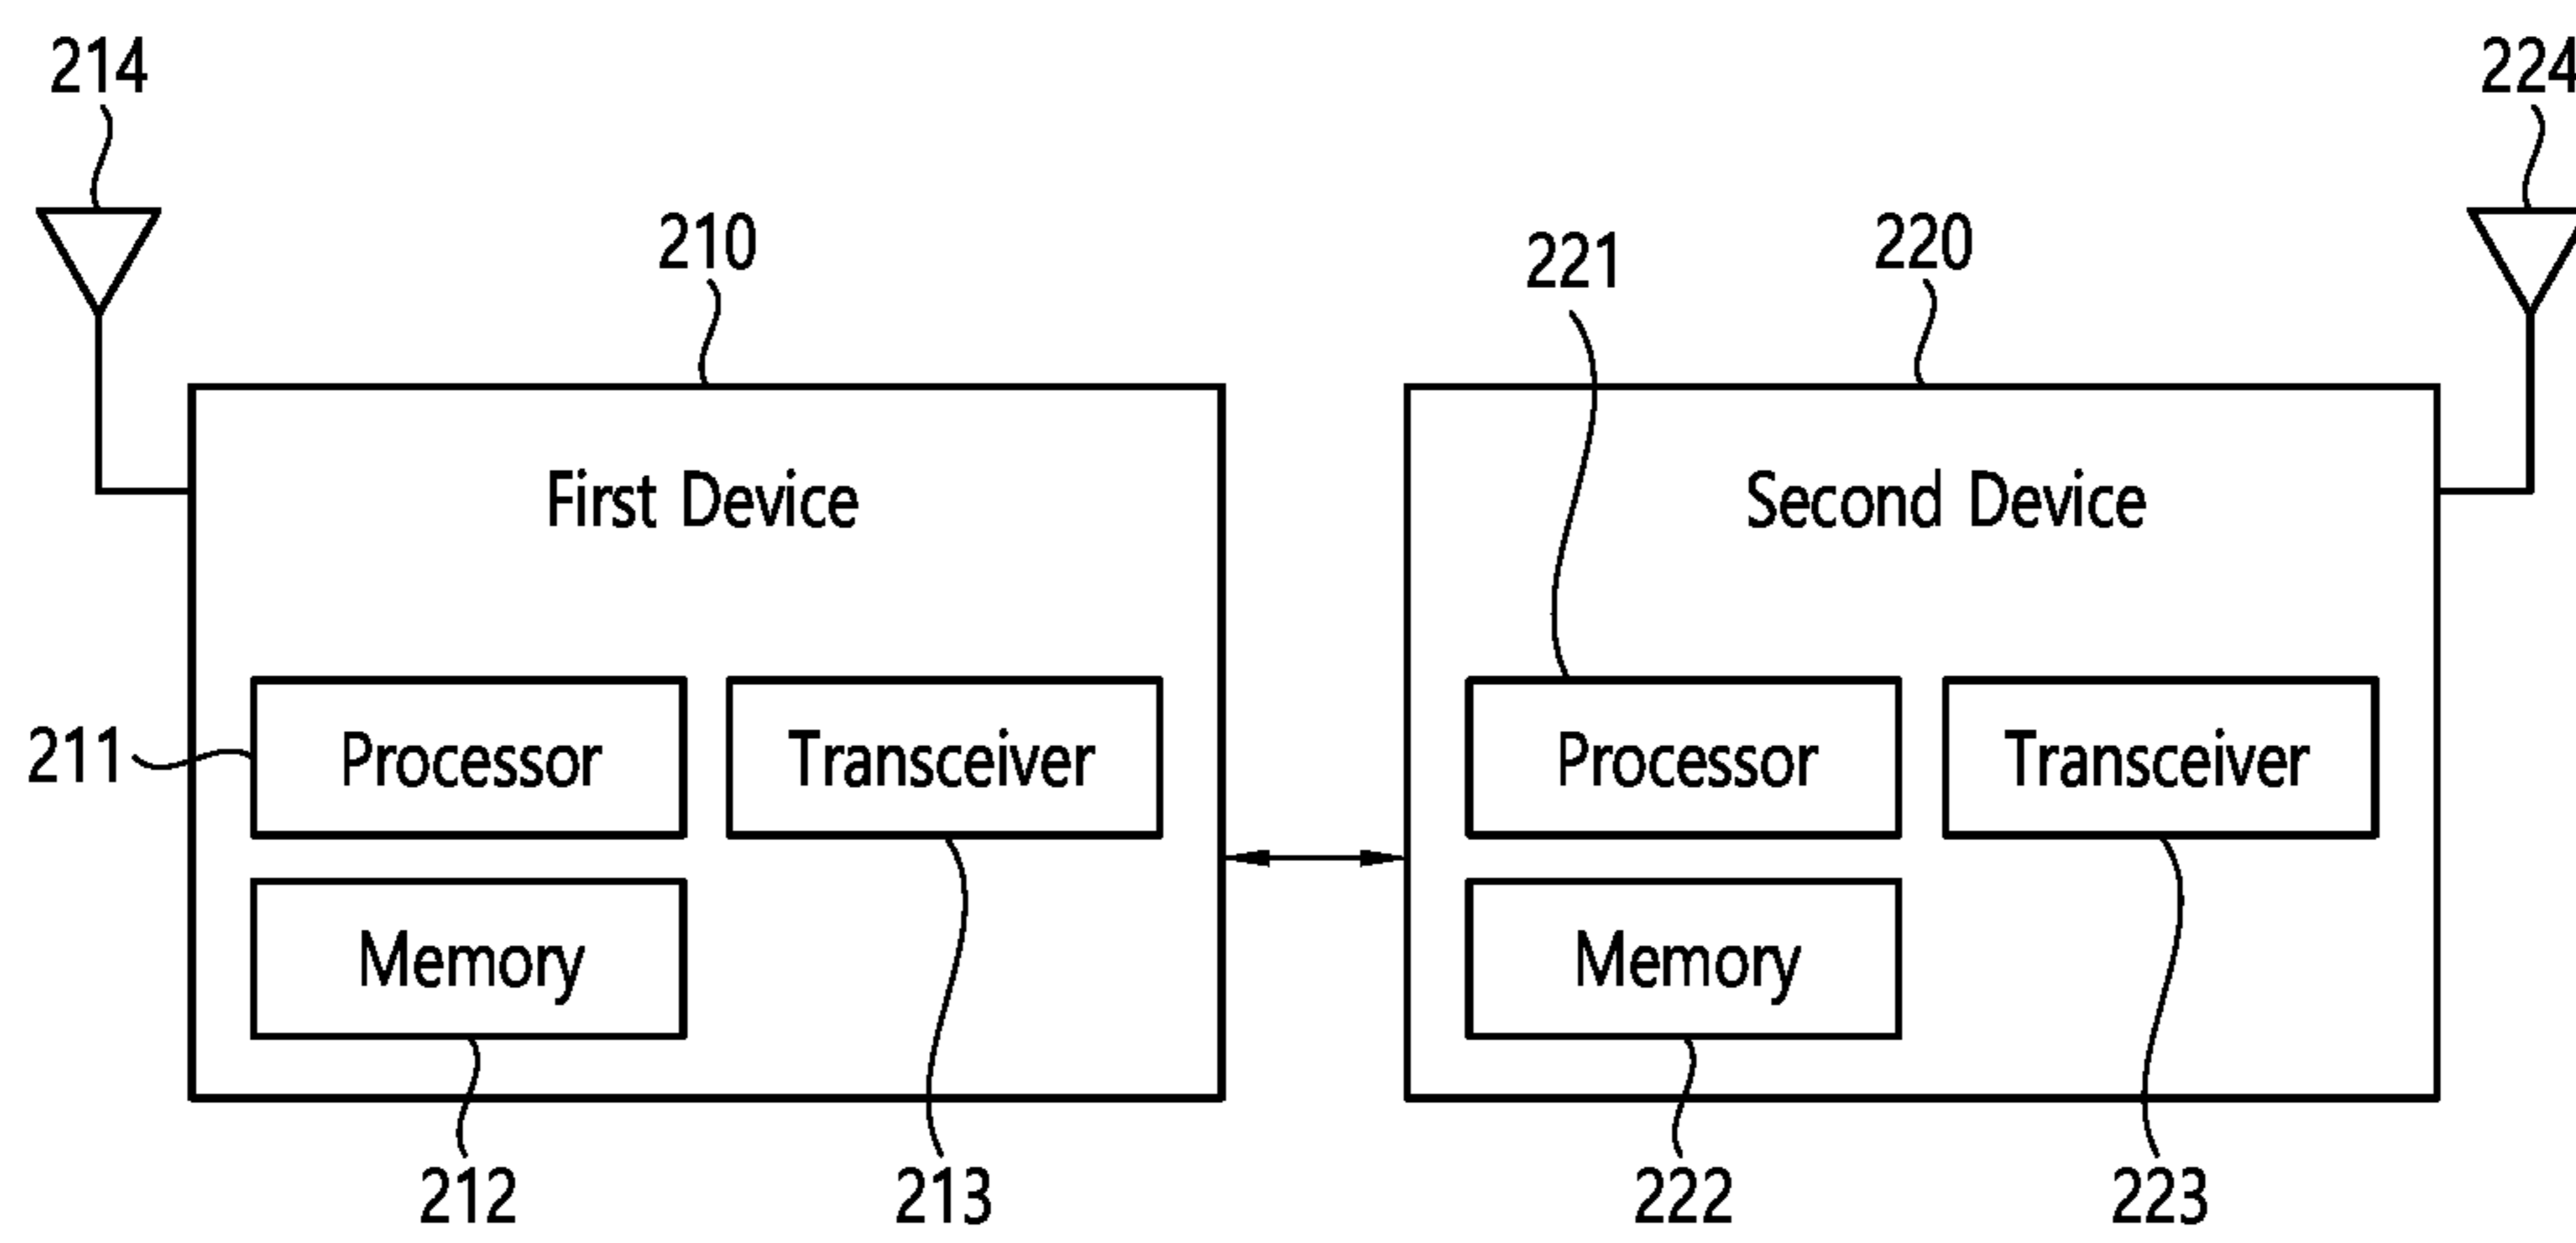 214
224
210
221
220
First Device
Second Device
211
Processor
Transceiver
Processor
Transceiver
Memory
Memory
212
213
222
223